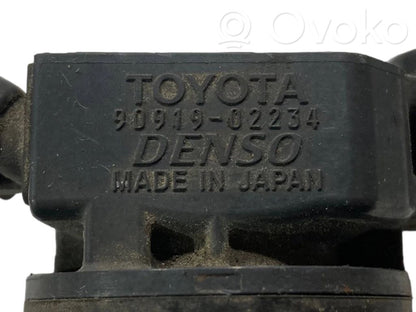 Ovoko
TOYOTA
90919-02234
DENSO
MADE IN JAPAN